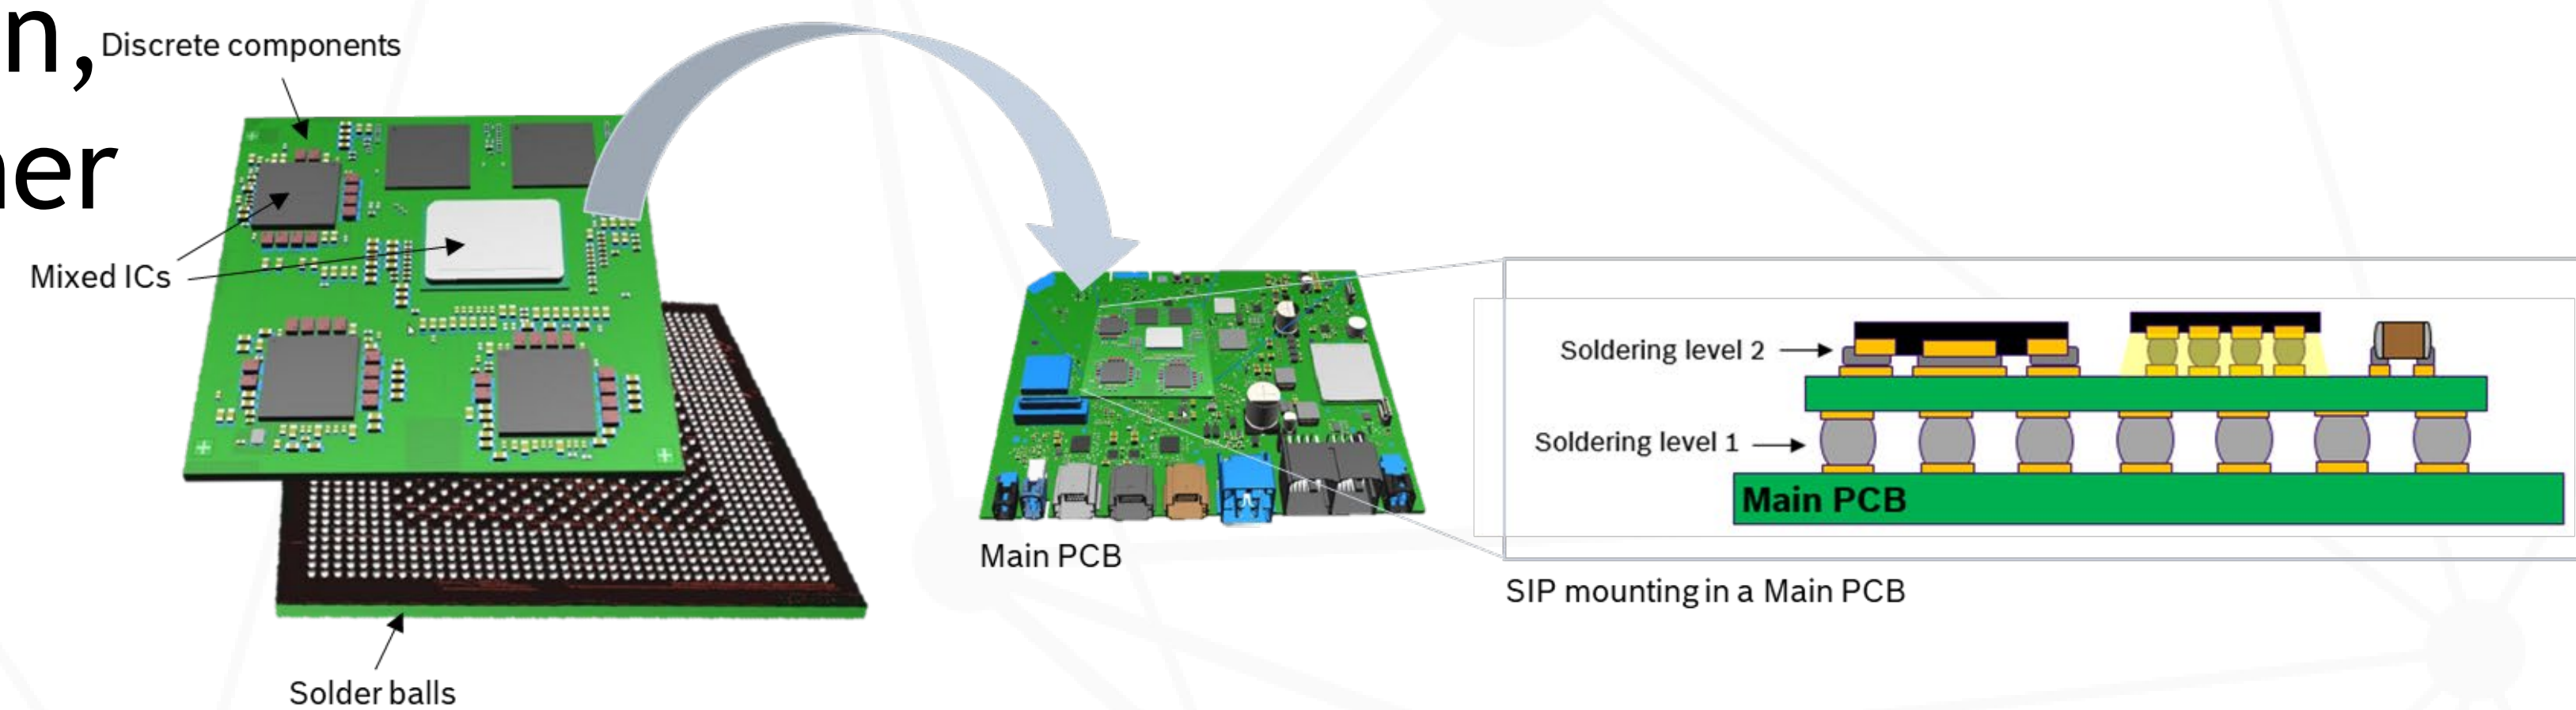 n,
Discrete components
ner
Mixed ICs
Solder balls
Main PCB
Soldering level 2
Soldering level 1
Main PCB
SIP mounting in a Main PCB